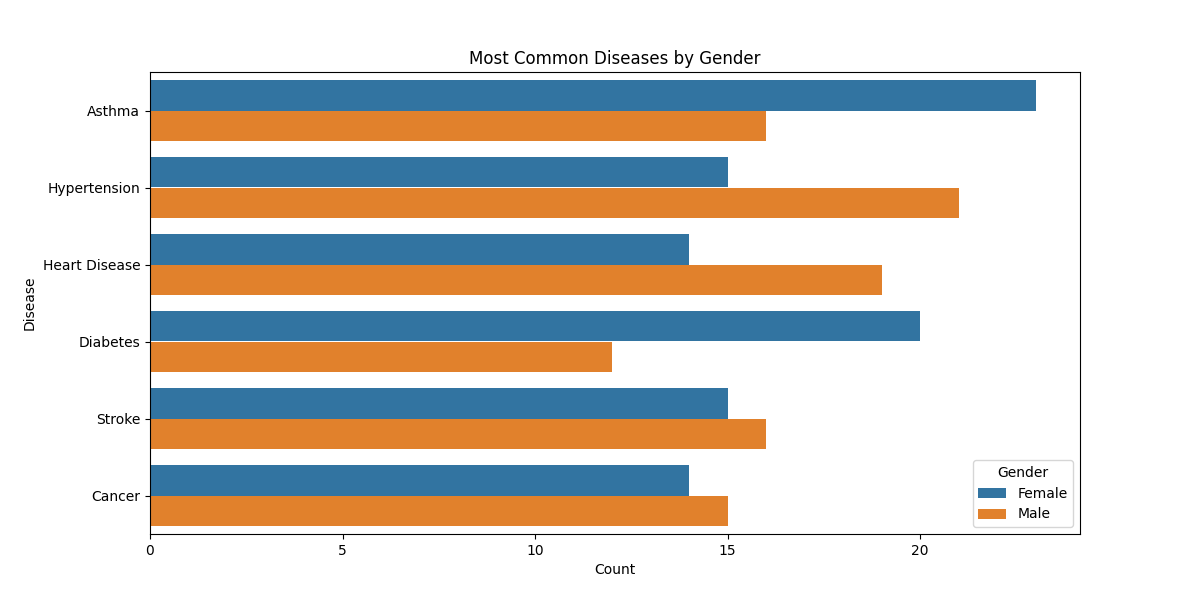 Most Common Diseases by Gender
Disease
Asthma
Hypertension
Heart Disease
Diabetes
Stroke
Cancer
Gender
Female
Male
0 5 10 15 20
Count